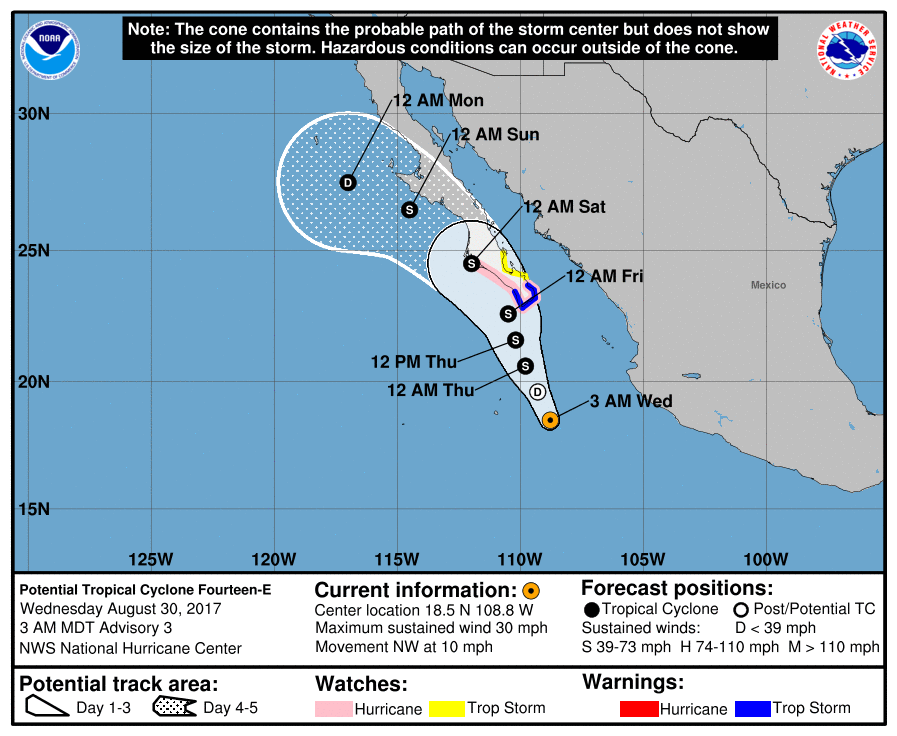 Note: The cone contains the probable path of the storm center but does not show
the size of the storm. Hazardous conditions can occur outside of the cone.
NOAA
NATIONAL WEATHER SERVICE
12 AM Mon
30N
12 AM Sun
D
S
12 AM Sat
25N
S
12 AM Fri
Mexico
S
S
12 PM Thu
S
20N
12 AM Thu
D
3 AM Wed
15N
125W 120W 115W 110W 105W 100W
Potential Tropical Cyclone Fourteen-E
Wednesday August 30, 2017
3 AM MDT Advisory 3
NWS National Hurricane Center
Current information:
Center location 18.5 N 108.8 W
Maximum sustained wind 30 mph
Movement NW at 10 mph
Forecast positions:
Tropical Cyclone Post/Potential TC
Sustained winds: D < 39 mph
S 39-73 mph H 74-110 mph M > 110 mph
Potential track area:
Day 1-3 Day 4-5
Watches:
Hurricane Trop Storm
Warnings:
Hurricane Trop Storm